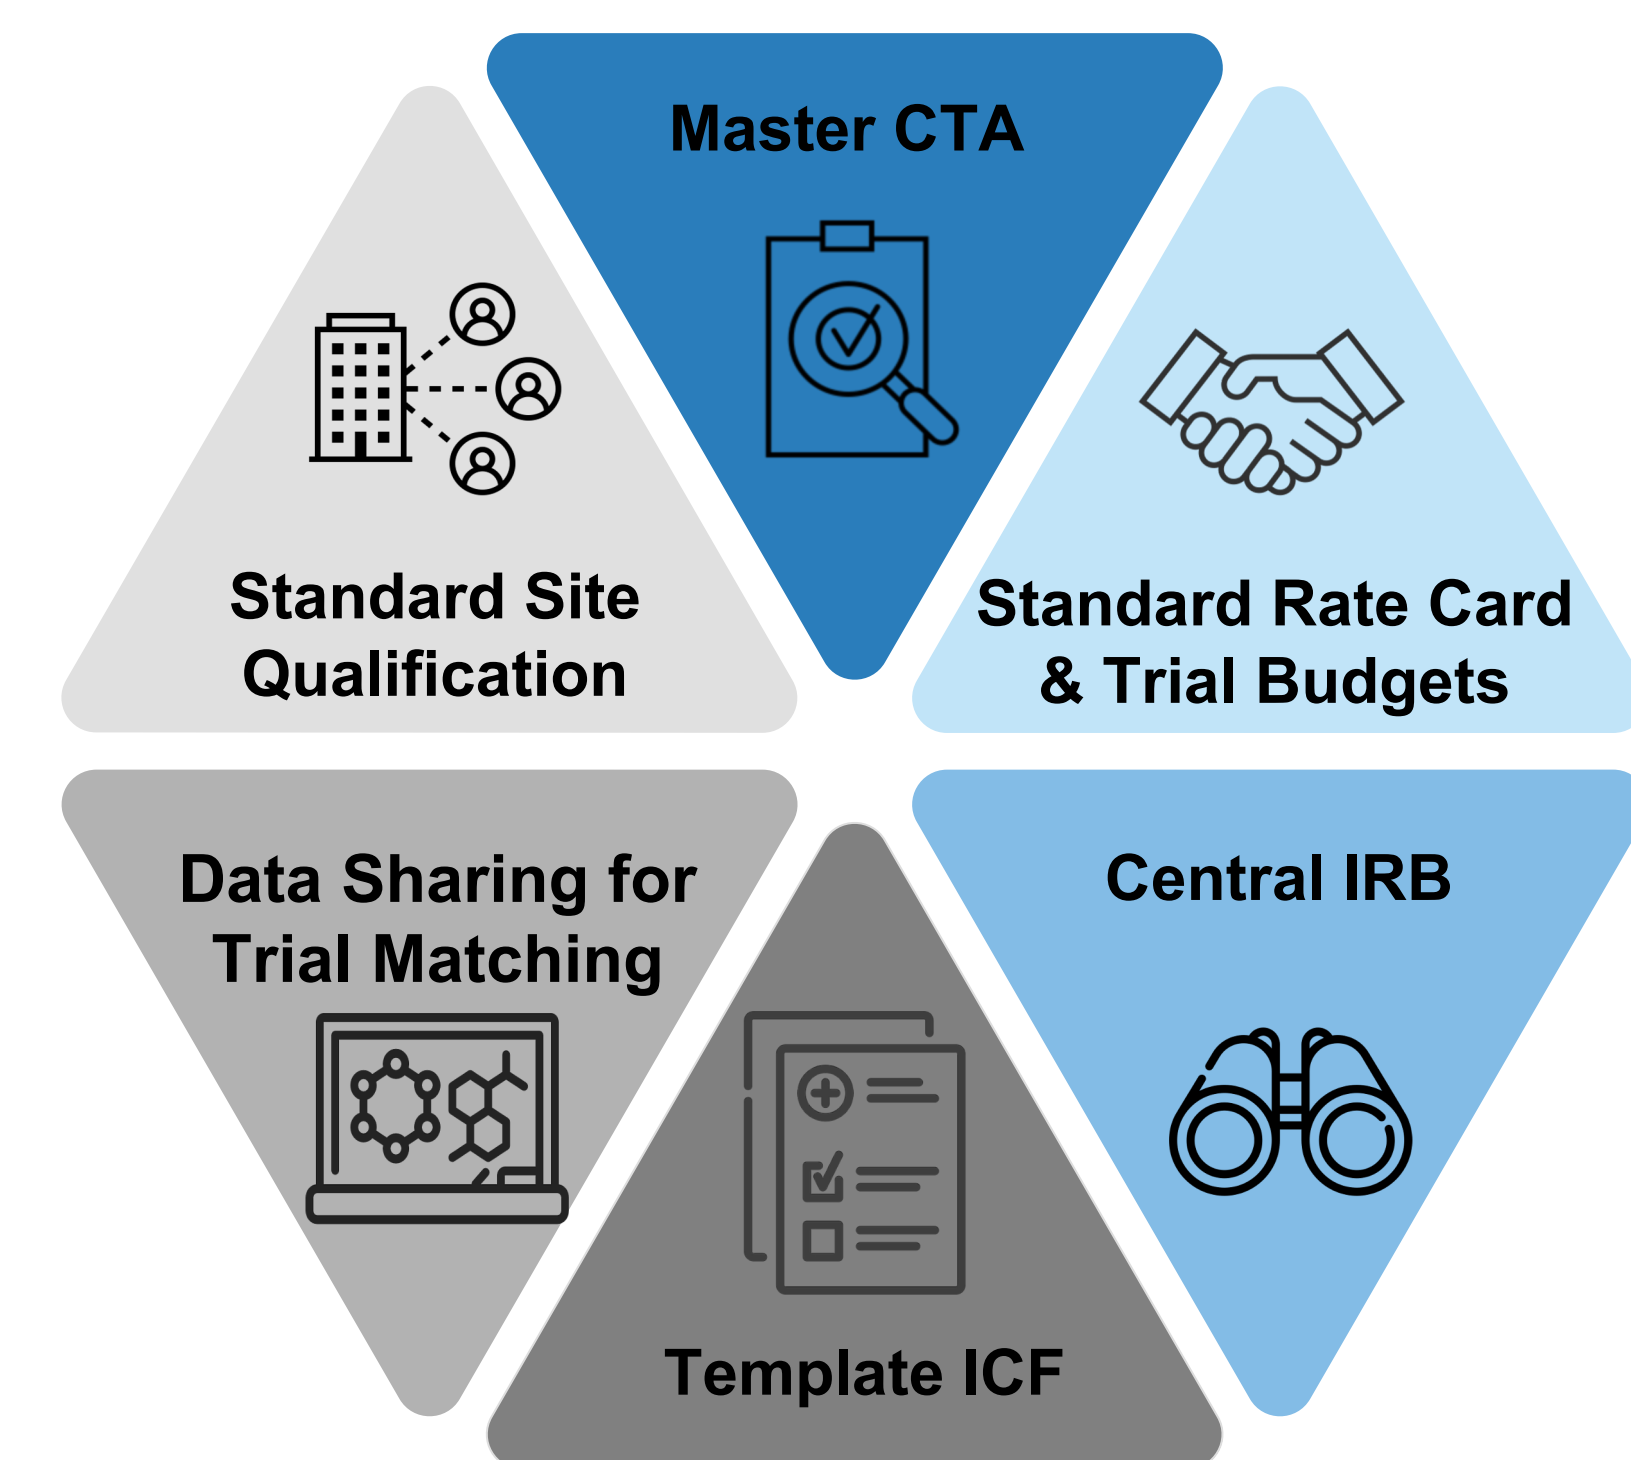 Master CTA
Standard Site
Qualification
Standard Rate Card
& Trial Budgets
Data Sharing for
Trial Matching
Central IRB
Template ICF